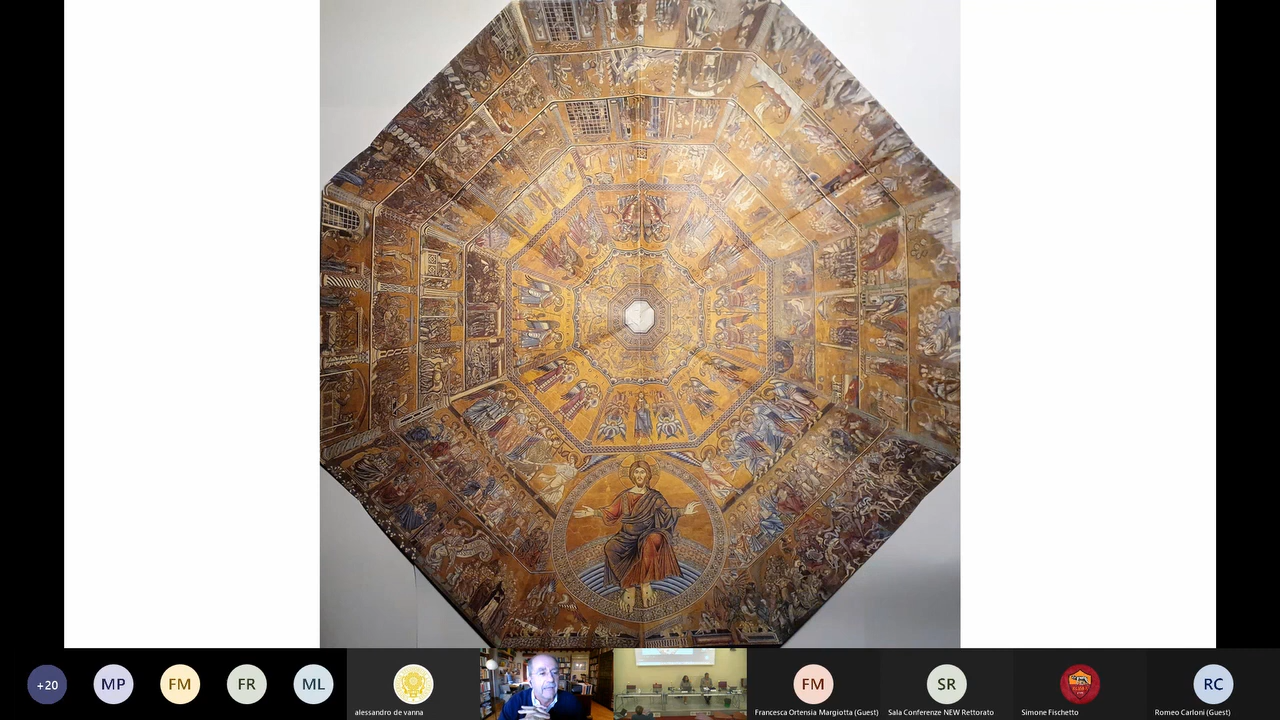 +20
MP
FM
FR
ML
alessandro de vanna
FM
Francesca Ortensia Margiotta (Guest)
SR
Sala Conferenze NEW Rettorato
Simone Fischetto
RC
Romeo Carloni (Guest)